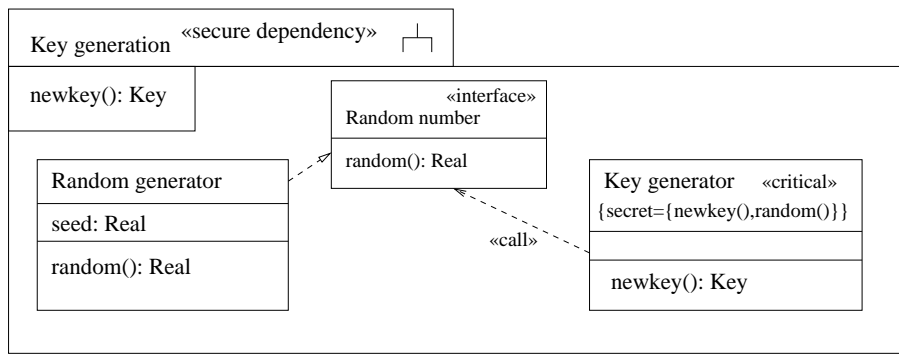 Key generation «secure dependency»
newkey(): Key
«interface»
Random number
random(): Real
Random generator
seed: Real
random(): Real
«call»
Key generator «critical»
{secret={newkey(),random()}}
newkey(): Key